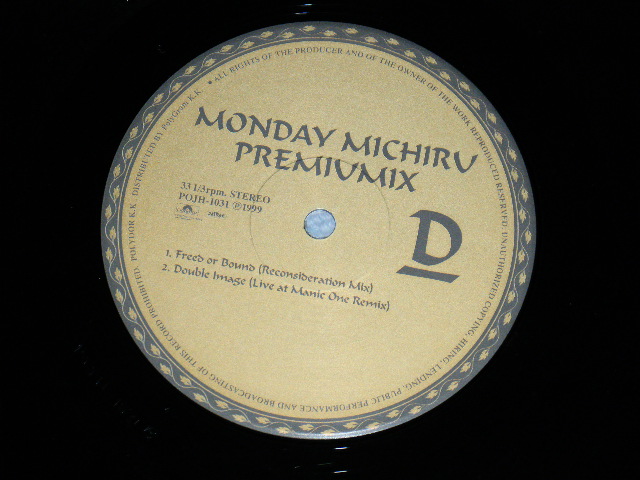 MONDAY MICHIRU
PREMIUMIX
33 1/3rpm. STEREO
POJH-1031 ℗1999
D
1. Freed or Bound (Reconsideration Mix)
2. Double Image (Live at Manic One Remix)
• ALL RIGHTS OF THE PRODUCER AND OF THE OWNER OF THE WORK REPRODUCED RESERVED. UNAUTHORIZED COPYING, HIRING, LENDING, PUBLIC PERFORMANCE AND BROADCASTING OF THIS RECORD PROHIBITED. POLYDOR K.K. DISTRIBUTED BY PolyGram K.K.